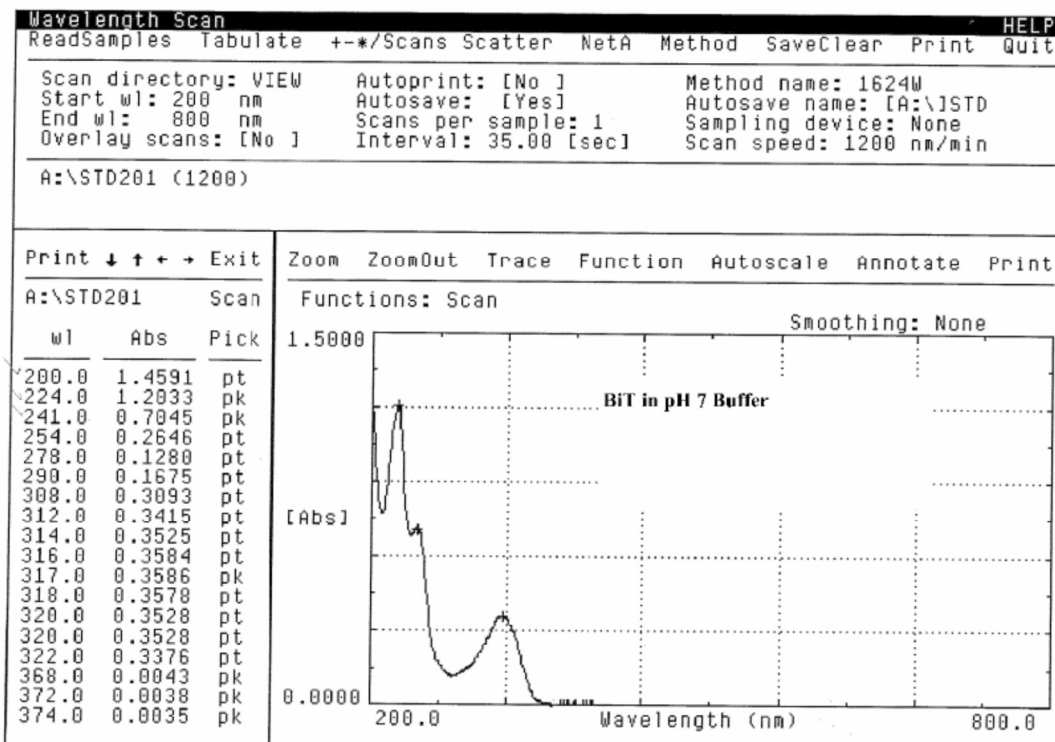 Wavelength Scan HELP
ReadSamples Tabulate +-*/Scans Scatter NetA Method SaveClear Print Quit
Scan directory: VIEW Autoprint: [No ] Method name: 1624W
Start wl: 200 nm Autosave: [Yes] Autosave name: [A:\]STD
End wl: 800 nm Scans per sample: 1 Sampling device: None
Overlay scans: [No ] Interval: 35.00 [sec] Scan speed: 1200 nm/min
A:\STD201 (1200)
Print ↓ ↑ ← → Exit
A:\STD201 Scan
wl Abs Pick
200.0 1.4591 pt
224.0 1.2033 pk
241.0 0.7045 pk
254.0 0.2646 pt
278.0 0.1280 pt
290.0 0.1675 pt
308.0 0.3093 pt
312.0 0.3415 pt
314.0 0.3525 pt
316.0 0.3584 pt
317.0 0.3586 pk
318.0 0.3578 pt
320.0 0.3528 pt
320.0 0.3528 pt
322.0 0.3376 pt
368.0 0.0043 pk
372.0 0.0038 pk
374.0 0.0035 pk
Zoom ZoomOut Trace Function Autoscale Annotate Print
Functions: Scan
Smoothing: None
1.5000
BiT in pH 7 Buffer
[Abs]
0.0000
200.0 Wavelength (nm) 800.0